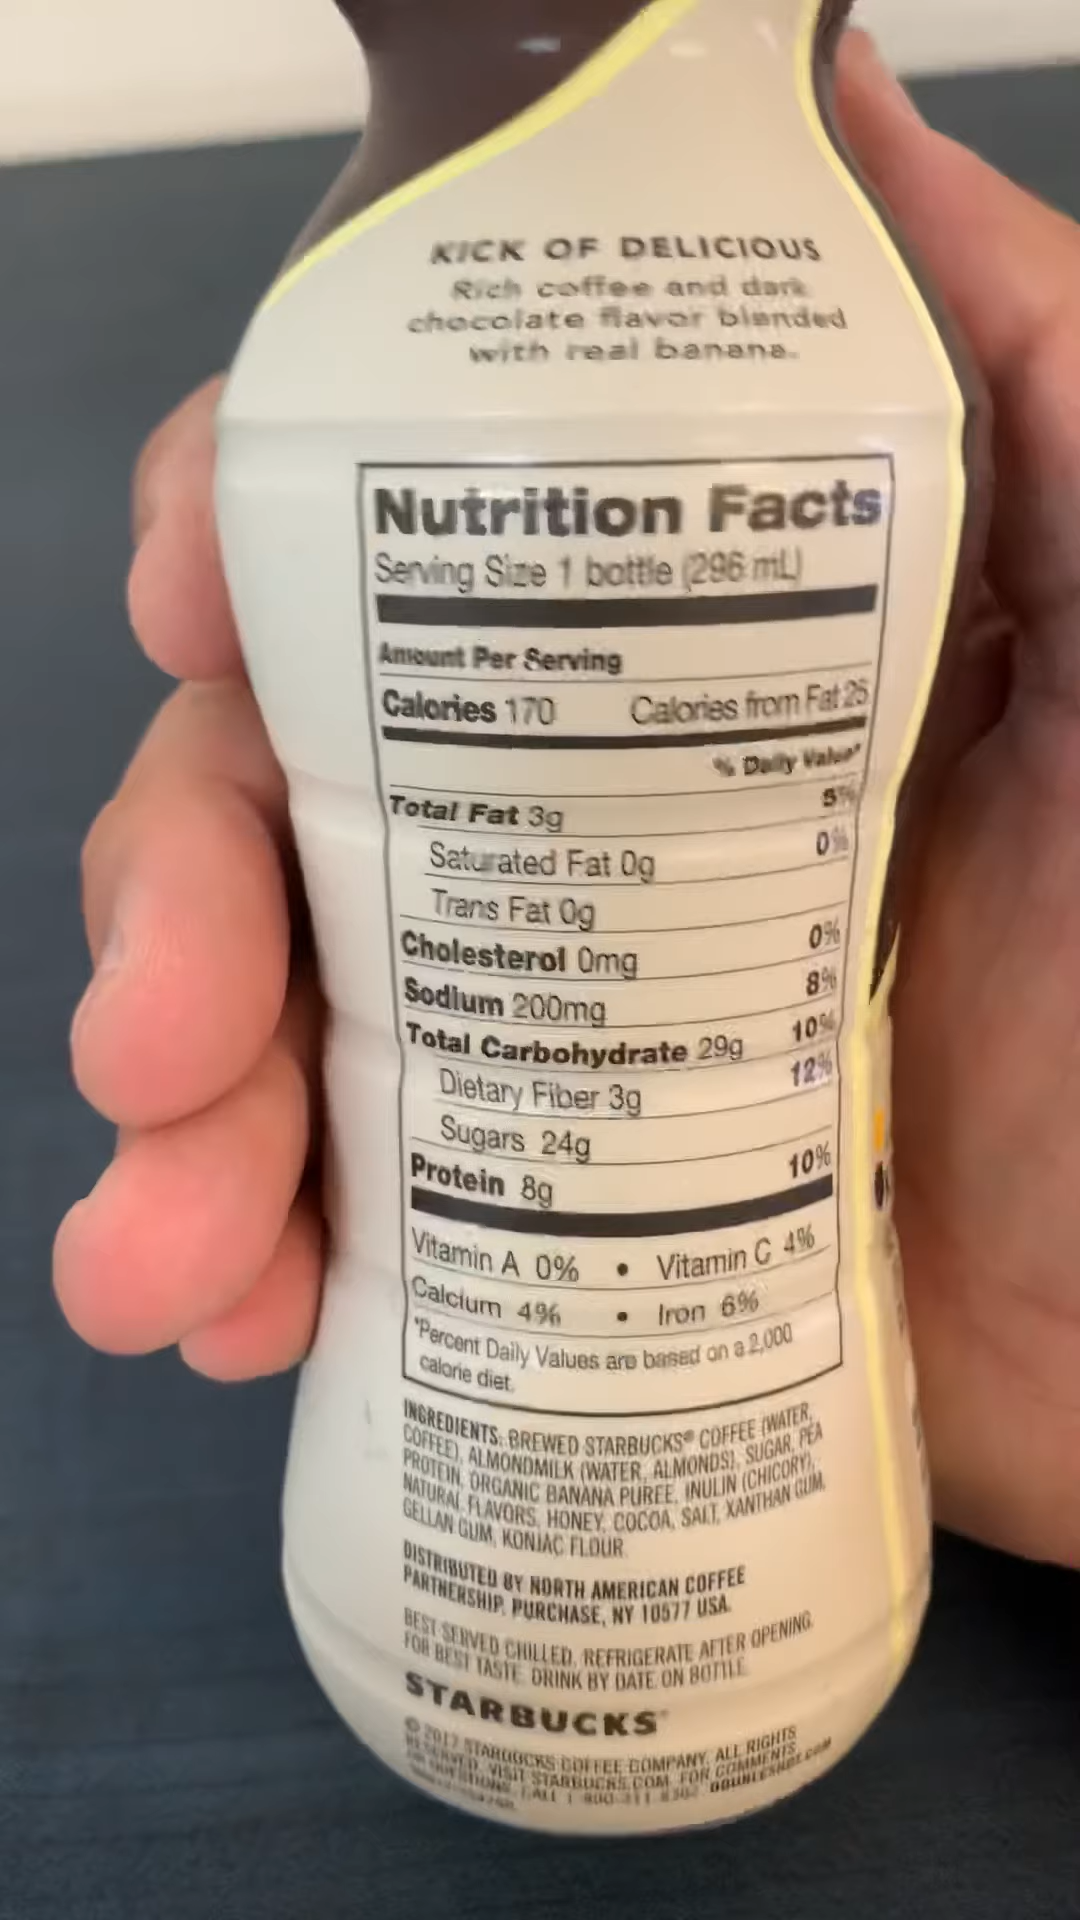 KICK OF DELICIOUS
Rich coffee and dark
chocolate flavor blended
with real banana.
Nutrition Facts
Serving Size 1 bottle (296 mL)
Amount Per Serving
Calories 170 Calories from Fat 25
% Daily Value*
Total Fat 3g 5%
Saturated Fat 0g 0%
Trans Fat 0g
Cholesterol 0mg 0%
Sodium 200mg 8%
Total Carbohydrate 29g 10%
Dietary Fiber 3g 12%
Sugars 24g
Protein 8g 10%
Vitamin A 0% • Vitamin C 4%
Calcium 4% • Iron 6%
*Percent Daily Values are based on a 2,000
calorie diet.
INGREDIENTS: BREWED STARBUCKS® COFFEE (WATER,
COFFEE), ALMONDMILK (WATER, ALMONDS), SUGAR, PEA
PROTEIN, ORGANIC BANANA PUREE, INULIN (CHICORY),
NATURAL FLAVORS, HONEY, COCOA, SALT, XANTHAN GUM,
GELLAN GUM, KONJAC FLOUR.
DISTRIBUTED BY NORTH AMERICAN COFFEE
PARTNERSHIP, PURCHASE, NY 10577 USA.
BEST SERVED CHILLED, REFRIGERATE AFTER OPENING.
FOR BEST TASTE, DRINK BY DATE ON BOTTLE.
STARBUCKS®
© 2017 STARBUCKS COFFEE COMPANY. ALL RIGHTS
RESERVED. VISIT STARBUCKS.COM. FOR COMMENTS
OR QUESTIONS, CALL DOUBLESHOT.COM